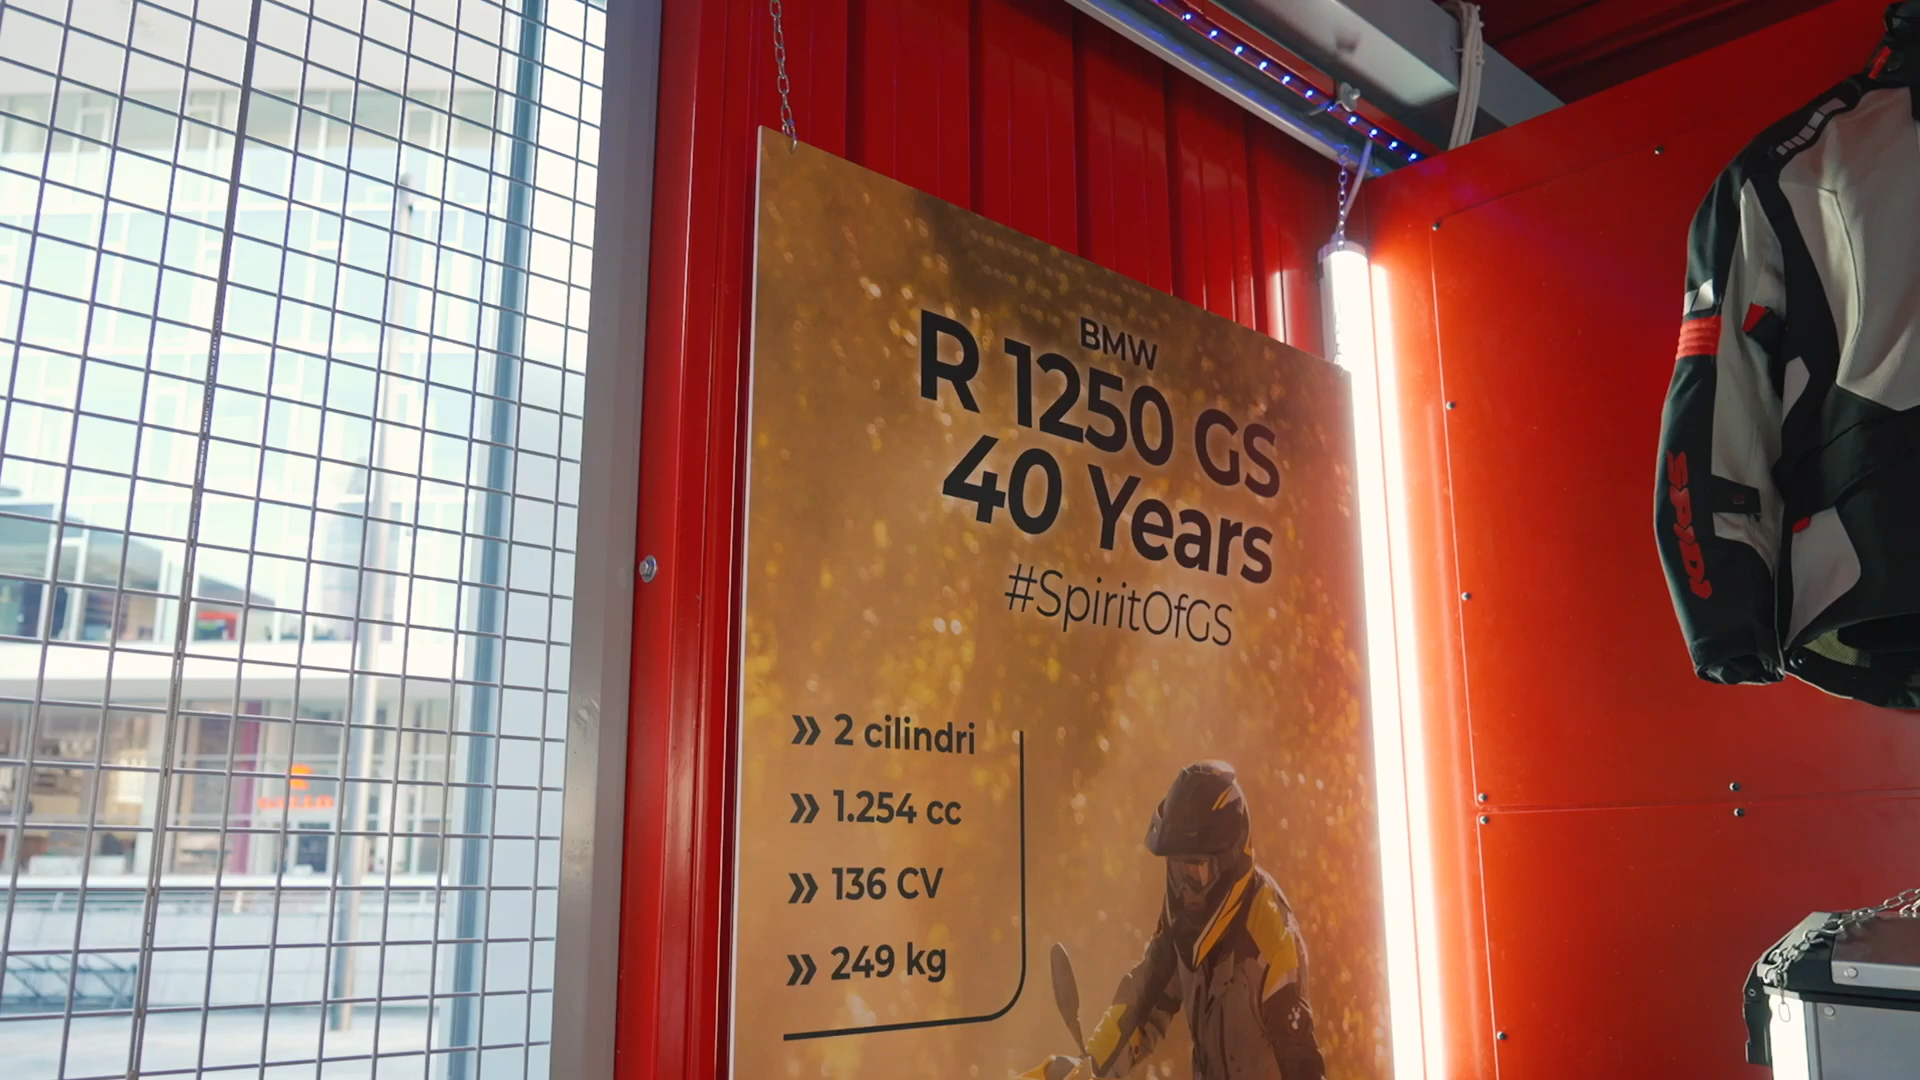 BMW
R 1250 GS
40 Years
#SpiritOfGS
» 2 cilindri
» 1.254 cc
» 136 CV
» 249 kg
SPIDI